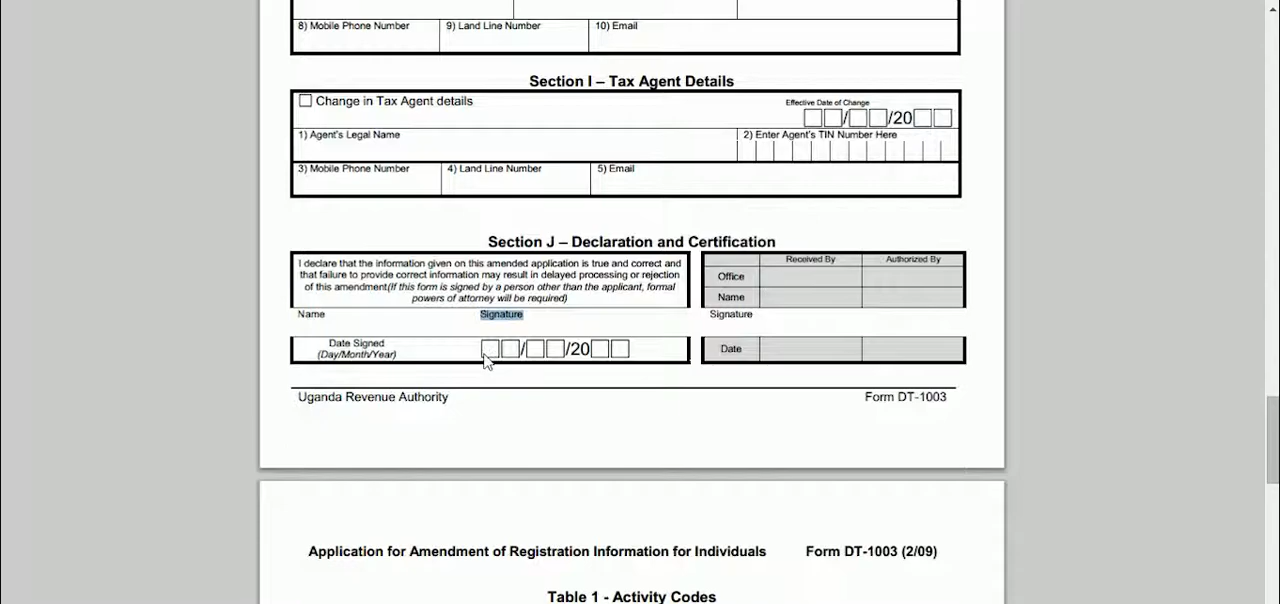 8) Mobile Phone Number 9) Land Line Number 10) Email
Section I – Tax Agent Details
Change in Tax Agent details
Effective Date of Change
/ /20
1) Agent's Legal Name
2) Enter Agent's TIN Number Here
3) Mobile Phone Number 4) Land Line Number 5) Email
Section J – Declaration and Certification
I declare that the information given on this amended application is true and correct and
that failure to provide correct information may result in delayed processing or rejection
of this amendment(If this form is signed by a person other than the applicant, formal
powers of attorney will be required)
Name Signature
Date Signed
(Day/Month/Year)
/ /20
Received By Authorized By
Office
Name
Signature
Date
Uganda Revenue Authority Form DT-1003
Application for Amendment of Registration Information for Individuals Form DT-1003 (2/09)
Table 1 - Activity Codes